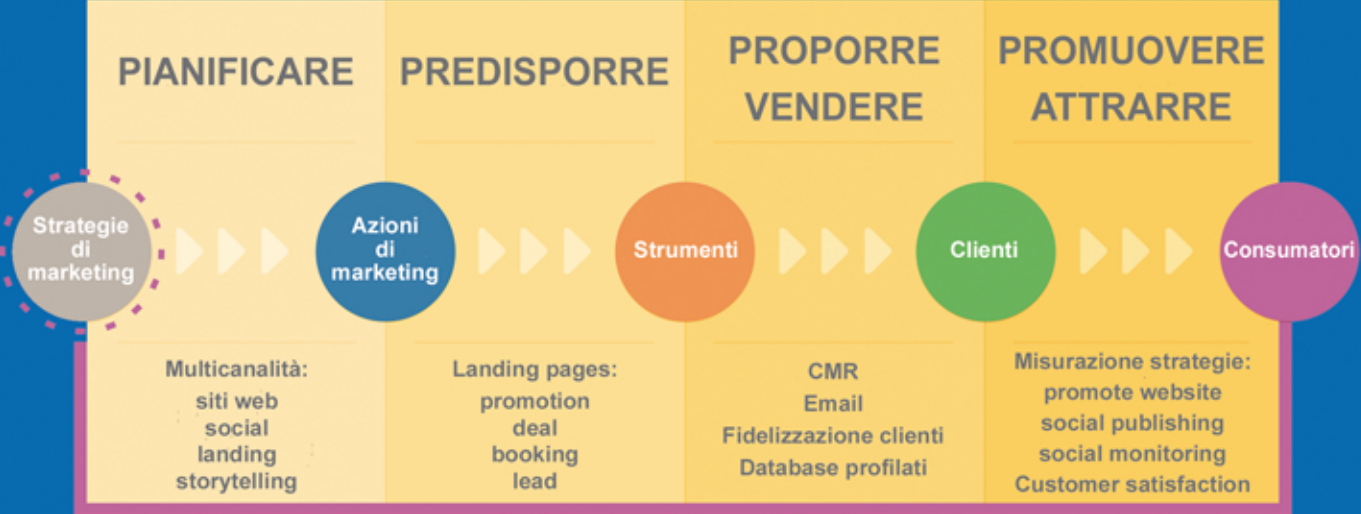 PIANIFICARE
PREDISPORRE
PROPORRE
VENDERE
PROMUOVERE
ATTRARRE
Strategie
di
marketing
Azioni
di
marketing
Strumenti
Clienti
Consumatori
Multicanalità:
siti web
social
landing
storytelling
Landing pages:
promotion
deal
booking
lead
CMR
Email
Fidelizzazione clienti
Database profilati
Misurazione strategie:
promote website
social publishing
social monitoring
Customer satisfaction